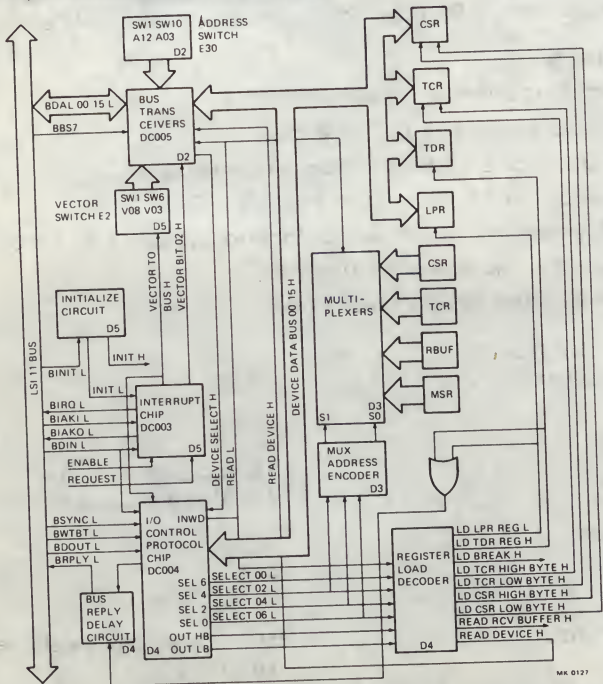 SW1 SW10
A12 A03
D2
ADDRESS
SWITCH
E30
CSR
TCR
TDR
LPR
BDAL 00 15 L
BBS7
BUS
TRANS
CEIVERS
DC005
D2
VECTOR
SWITCH E2
SW1 SW6
V08 V03
D5
INITIALIZE
CIRCUIT
D5
VECTOR TO
BUS H
VECTOR BIT 02 H
LSI 11 BUS
BINIT L
INIT H
INIT L
BIRQ L
BIAKI L
BIAKO L
BDIN L
INTERRUPT
CHIP
DC003
D5
ENABLE
REQUEST
DEVICE SELECT H
READ L
READ DEVICE H
DEVICE DATA BUS 00 15 H
MULTI-
PLEXERS
D3
S1
S0
CSR
TCR
RBUF
MSR
MUX
ADDRESS
ENCODER
D3
BSYNC L
BWTBT L
BDOUT L
BRPLY L
I/O
CONTROL
PROTOCOL
CHIP
DC004
D4
INWD
SEL 6
SEL 4
SEL 2
SEL 0
OUT HB
OUT LB
SELECT 00 L
SELECT 02 L
SELECT 04 L
SELECT 06 L
BUS
REPLY
DELAY
CIRCUIT
D4
REGISTER
LOAD
DECODER
D4
LD LPR REG L
LD TDR REG H
LD BREAK H
LD TCR HIGH BYTE H
LD TCR LOW BYTE H
LD CSR HIGH BYTE H
LD CSR LOW BYTE H
READ RCV BUFFER H
READ DEVICE H
MK 0127